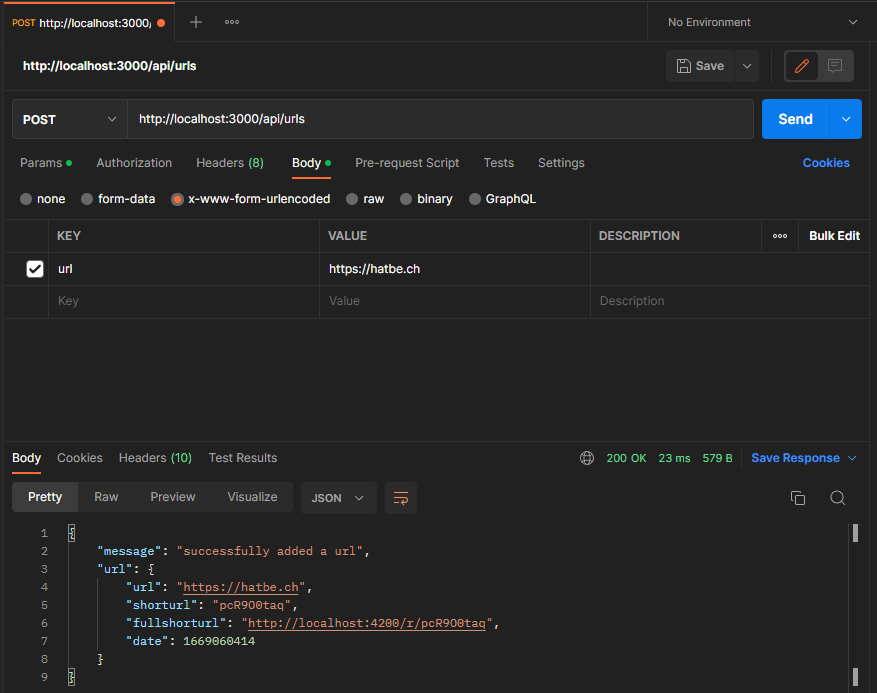 POST http://localhost:3000/
No Environment
http://localhost:3000/api/urls
Save
POST http://localhost:3000/api/urls Send
Params Authorization Headers (8) Body Pre-request Script Tests Settings Cookies
none form-data x-www-form-urlencoded raw binary GraphQL
KEY VALUE DESCRIPTION Bulk Edit
url https://hatbe.ch
Key Value Description
Body Cookies Headers (10) Test Results 200 OK 23 ms 579 B Save Response
Pretty Raw Preview Visualize JSON
1 {
2 "message": "successfully added a url",
3 "url": {
4 "url": "https://hatbe.ch",
5 "shorturl": "pcR9O0taq",
6 "fullshorturl": "http://localhost:4200/r/pcR9O0taq",
7 "date": 1669060414
8 }
9 }